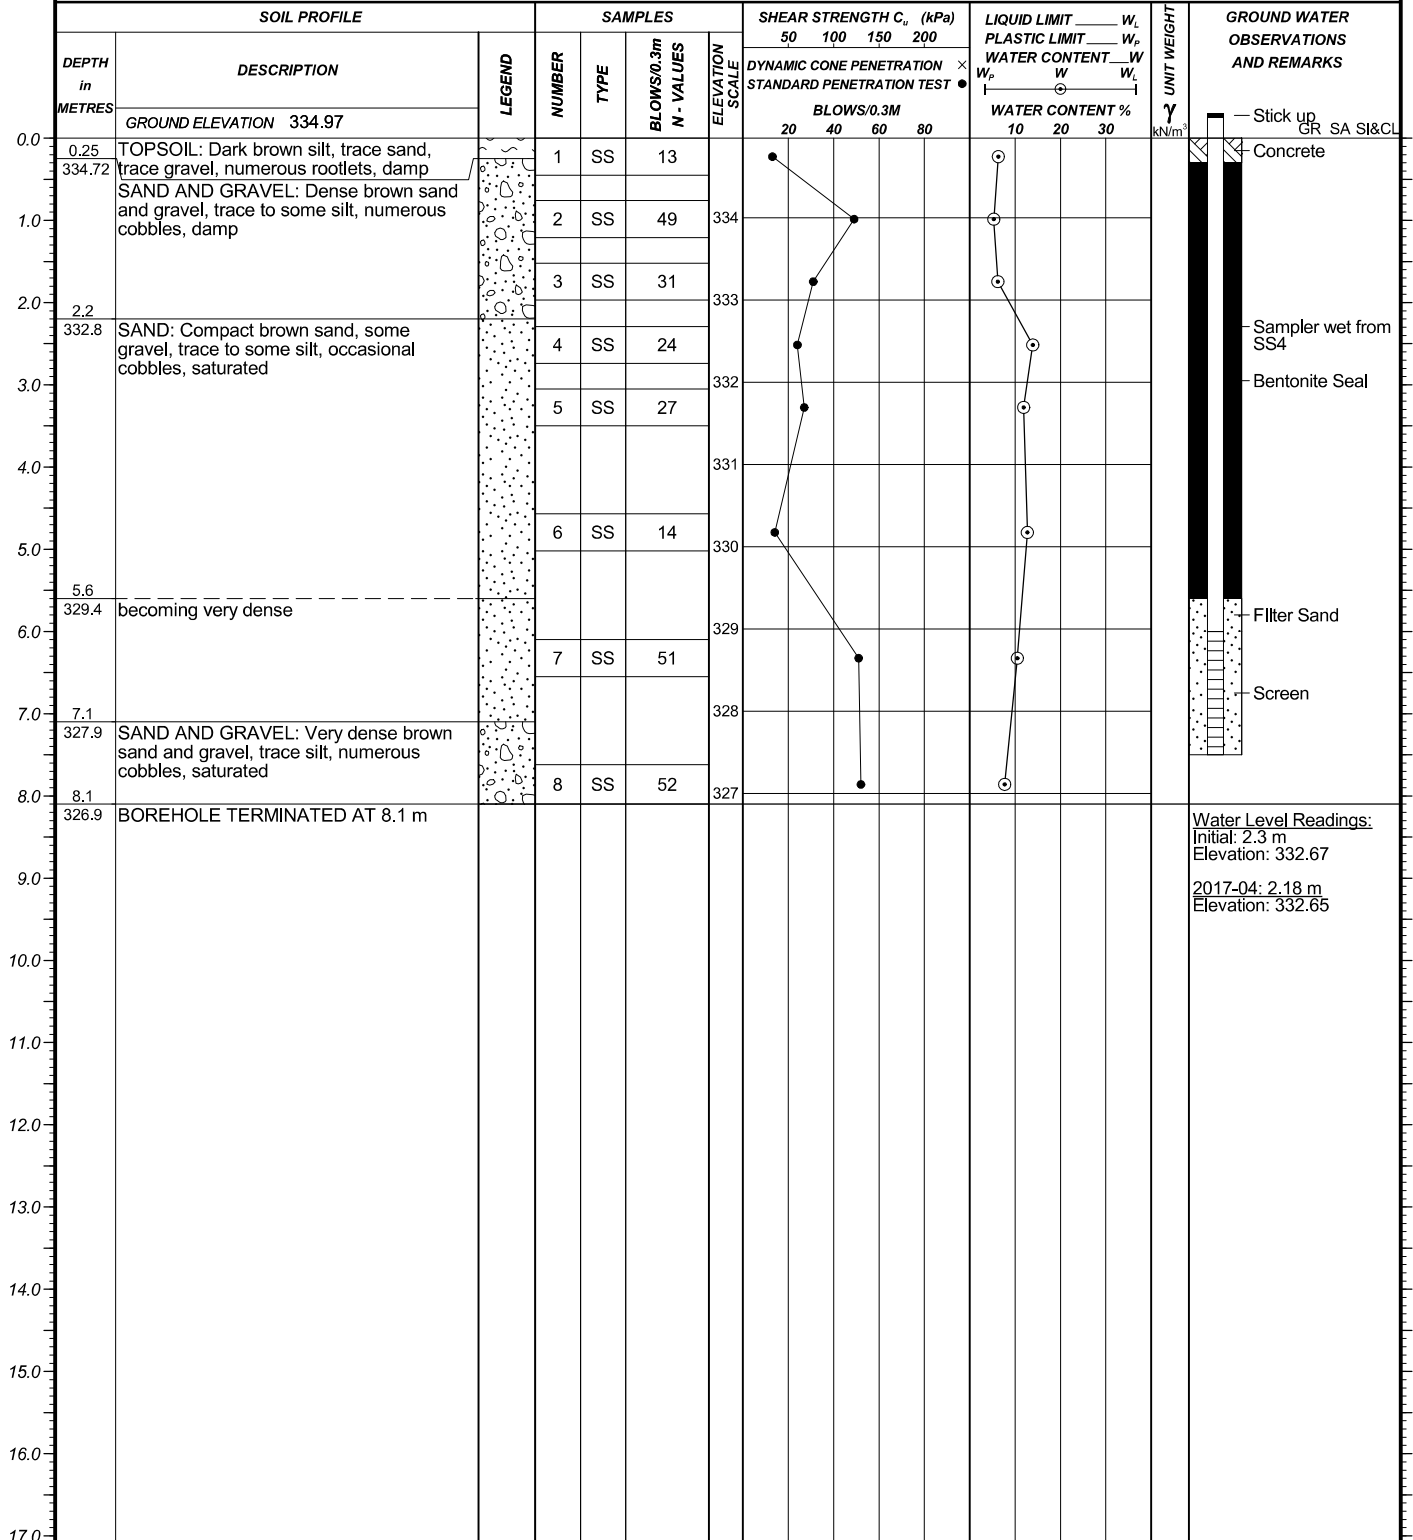 SOIL PROFILE
SAMPLES
SHEAR STRENGTH Cᵤ (kPa)
50 100 150 200
DYNAMIC CONE PENETRATION ×
STANDARD PENETRATION TEST ●
BLOWS/0.3M
20 40 60 80
LIQUID LIMIT _____ W_L
PLASTIC LIMIT ____ W_P
WATER CONTENT__W
W_P W W_L
WATER CONTENT %
10 20 30
UNIT WEIGHT
γ
kN/m³
GROUND WATER
OBSERVATIONS
AND REMARKS
DEPTH
in
METRES
DESCRIPTION
GROUND ELEVATION 334.97
LEGEND
NUMBER
TYPE
BLOWS/0.3m
N - VALUES
ELEVATION
SCALE
Stick up
GR SA SI&CL
Concrete
Sampler wet from
SS4
Bentonite Seal
FIlter Sand
Screen
0.0
1.0
2.0
3.0
4.0
5.0
6.0
7.0
8.0
9.0
10.0
11.0
12.0
13.0
14.0
15.0
16.0
17.0
0.25
334.72
TOPSOIL: Dark brown silt, trace sand,
trace gravel, numerous rootlets, damp
SAND AND GRAVEL: Dense brown sand
and gravel, trace to some silt, numerous
cobbles, damp
2.2
332.8
SAND: Compact brown sand, some
gravel, trace to some silt, occasional
cobbles, saturated
5.6
329.4
becoming very dense
7.1
327.9
SAND AND GRAVEL: Very dense brown
sand and gravel, trace silt, numerous
cobbles, saturated
8.1
326.9
BOREHOLE TERMINATED AT 8.1 m
1 SS 13
2 SS 49
3 SS 31
4 SS 24
5 SS 27
6 SS 14
7 SS 51
8 SS 52
334
333
332
331
330
329
328
327
Water Level Readings:
Initial: 2.3 m
Elevation: 332.67
2017-04: 2.18 m
Elevation: 332.65